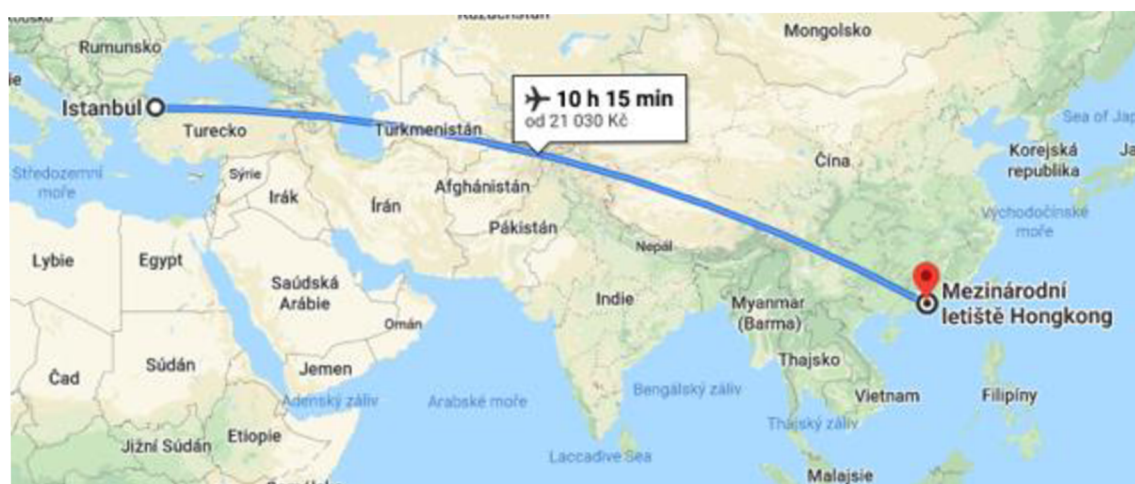 Kazachstán
Mongolsko
Rumunsko
Istanbul
10 h 15 min
od 21 030 Kč
Turecko
Turkmenistán
Sea of Jap
Čína
Korejská
republika
Ja
Středozemní
moře
Sýrie
Irák
Írán
Afghánistán
Pákistán
Nepál
Východočínské
moře
Lybie
Egypt
Saúdská
Arábie
Omán
Indie
Myanmar
(Barma)
Mezinárodní
letiště Hongkong
Čad
Súdán
Jemen
Thajsko
Vietnam
Filipíny
Adenský záliv
Arabské moře
Bengálský záliv
Thajský záliv
Jižní Súdán
Etiopie
Laccadive Sea
Malajsie